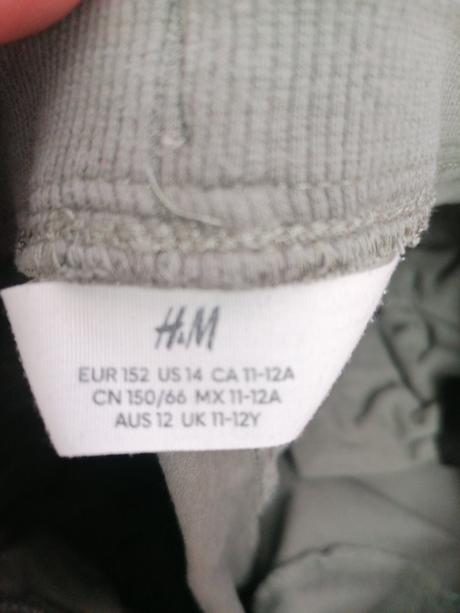 H&M
EUR 152 US 14 CA 11-12A
CN 150/66 MX 11-12A
AUS 12 UK 11-12Y